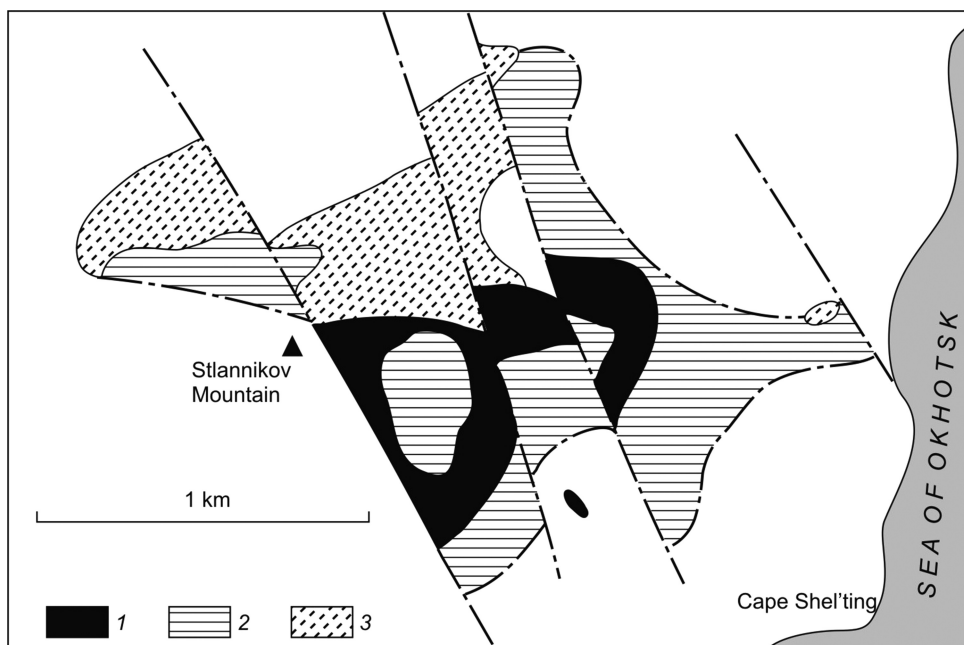 Stlannikov
Mountain
1 km
SEA OF OKHOTSK
Cape Shel'ting
1
2
3